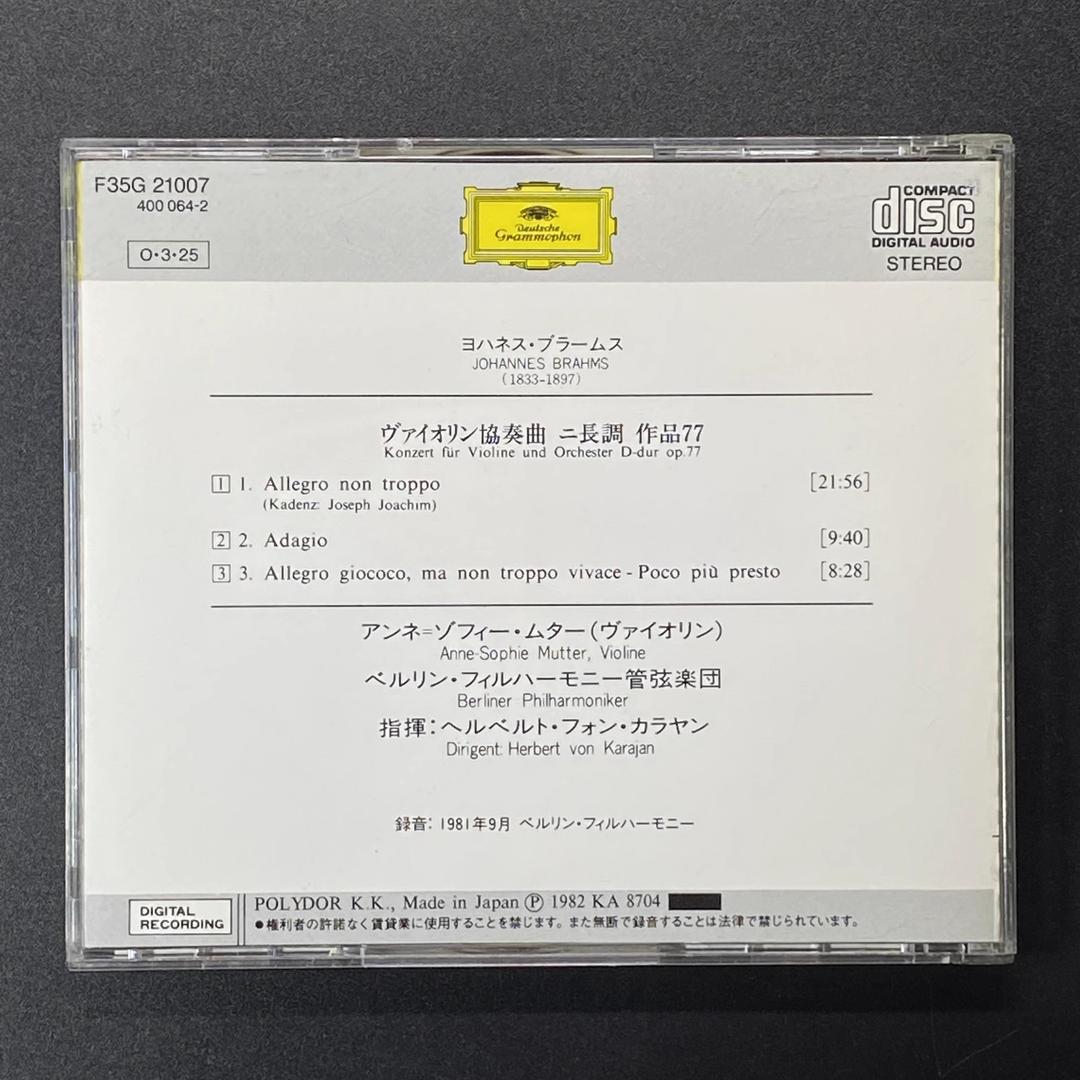 F35G 21007
400 064-2
O・3・25
Deutsche
Grammophon
COMPACT
disc
DIGITAL AUDIO
STEREO
ヨハネス・ブラームス
JOHANNES BRAHMS
(1833-1897)
ヴァイオリン協奏曲 ニ長調 作品77
Konzert für Violine und Orchester D-dur op.77
1 1. Allegro non troppo [21:56]
(Kadenz: Joseph Joachim)
2 2. Adagio [9:40]
3 3. Allegro giococo, ma non troppo vivace - Poco più presto [8:28]
アンネ=ゾフィー・ムター(ヴァイオリン)
Anne-Sophie Mutter, Violine
ベルリン・フィルハーモニー管弦楽団
Berliner Philharmoniker
指揮:ヘルベルト・フォン・カラヤン
Dirigent: Herbert von Karajan
録音: 1981年9月 ベルリン・フィルハーモニー
DIGITAL
RECORDING
POLYDOR K.K., Made in Japan Ⓟ 1982 KA 8704
●権利者の許諾なく賃貸業に使用することを禁じます。また無断で録音することは法律で禁じられています。